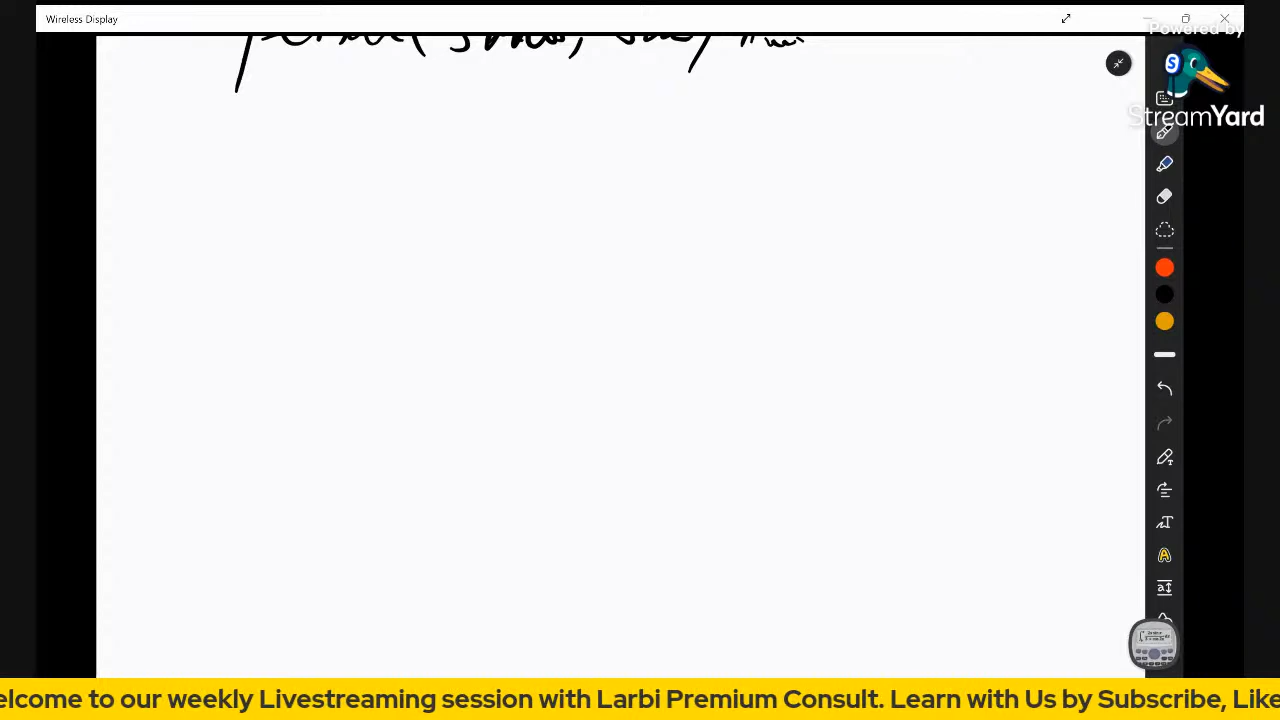 Wireless Display
Powered by
StreamYard
elcome to our weekly Livestreaming session with Larbi Premium Consult. Learn with Us by Subscribe, Like